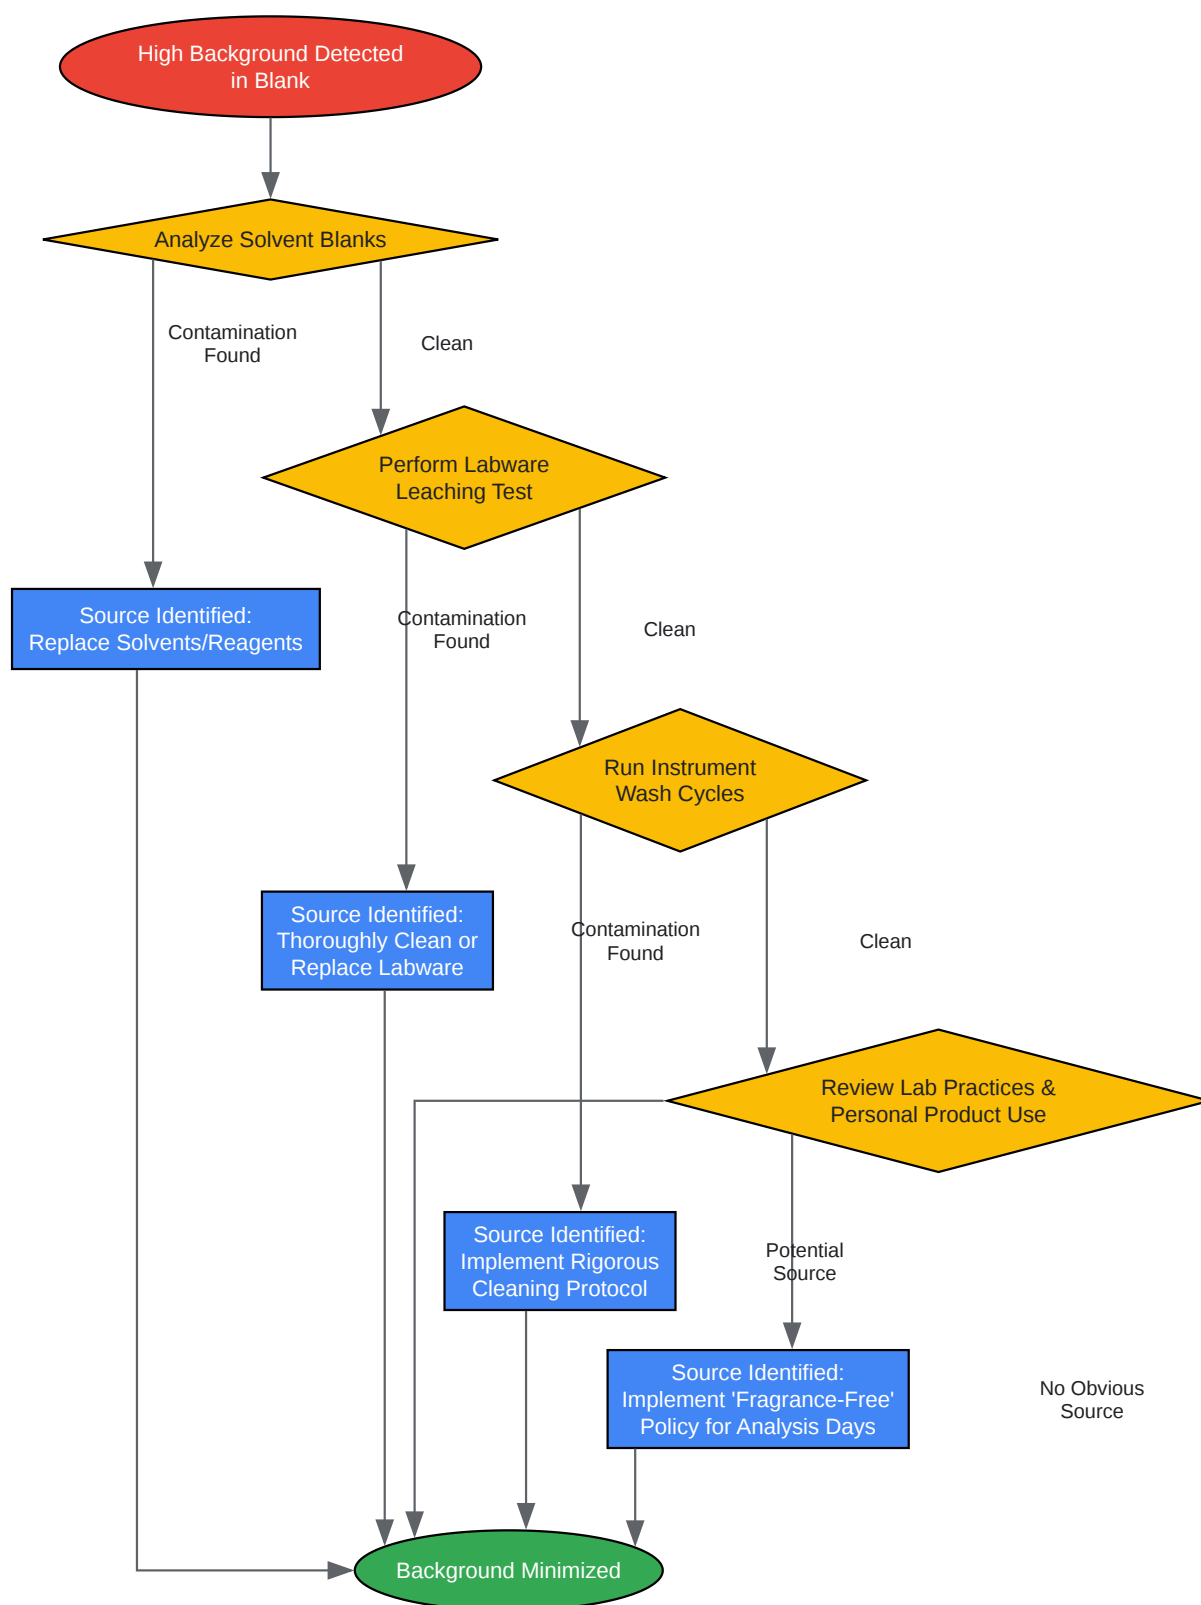 High Background Detected
in Blank
Analyze Solvent Blanks
Contamination
Found
Clean
Perform Labware
Leaching Test
Source Identified:
Replace Solvents/Reagents
Contamination
Found
Clean
Run Instrument
Wash Cycles
Source Identified:
Thoroughly Clean or
Replace Labware
Contamination
Found
Clean
Review Lab Practices &
Personal Product Use
Source Identified:
Implement Rigorous
Cleaning Protocol
Potential
Source
Source Identified:
Implement 'Fragrance-Free'
Policy for Analysis Days
No Obvious
Source
Background Minimized